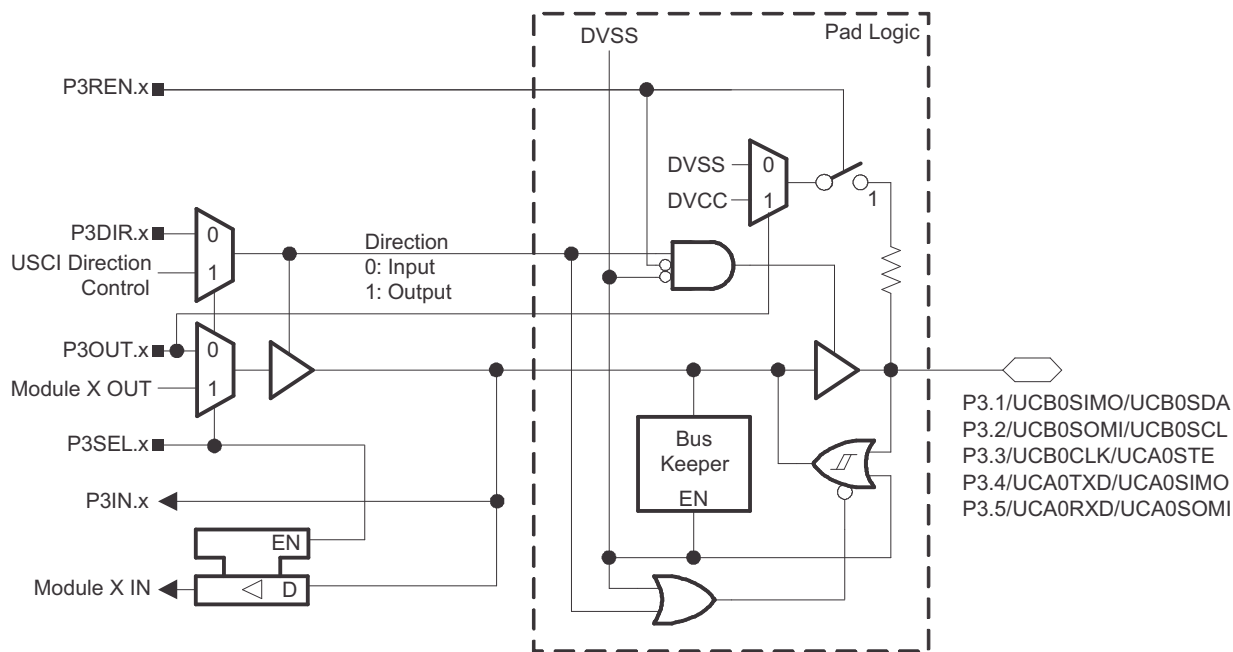 Pad Logic
DVSS
P3REN.x
DVSS
0
DVCC
1
1
P3DIR.x
0
USCI Direction
Control
1
Direction
0: Input
1: Output
P3OUT.x
0
Module X OUT
1
P3SEL.x
Bus
Keeper
EN
P3.1/UCB0SIMO/UCB0SDA
P3.2/UCB0SOMI/UCB0SCL
P3.3/UCB0CLK/UCA0STE
P3.4/UCA0TXD/UCA0SIMO
P3.5/UCA0RXD/UCA0SOMI
P3IN.x
EN
Module X IN
D